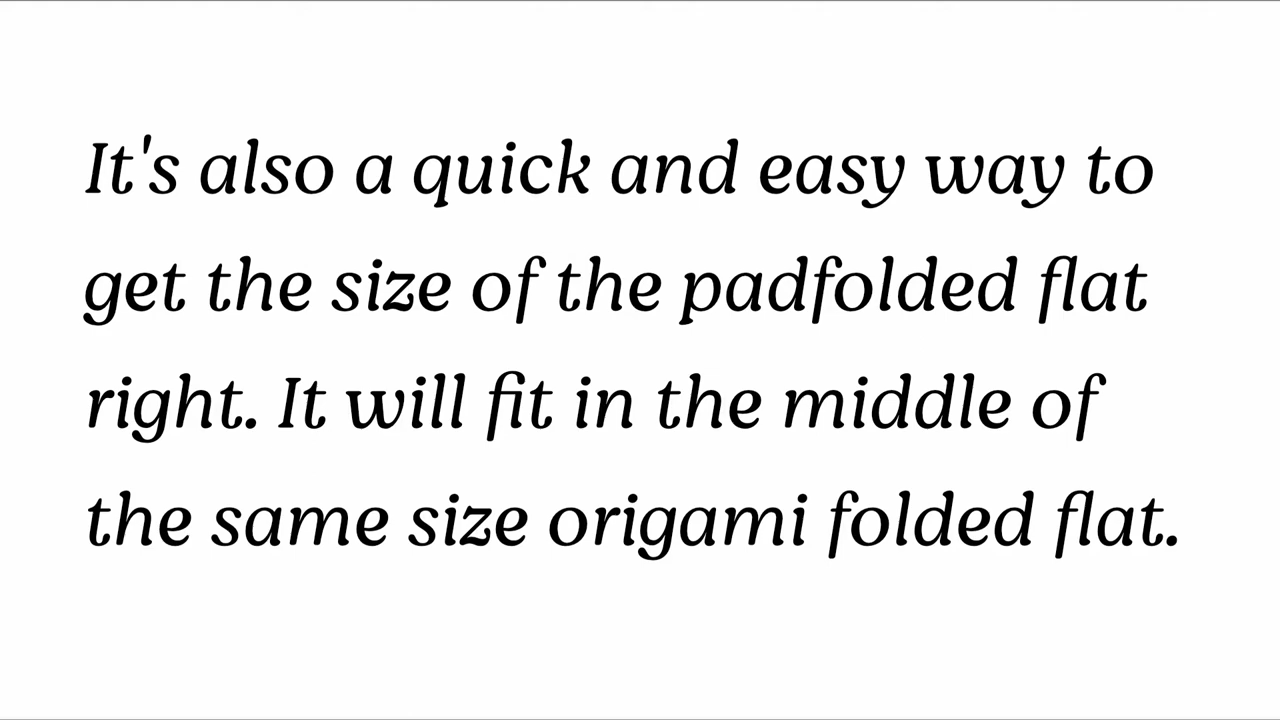 It's also a quick and easy way to
get the size of the padfolded flat
right. It will fit in the middle of
the same size origami folded flat.